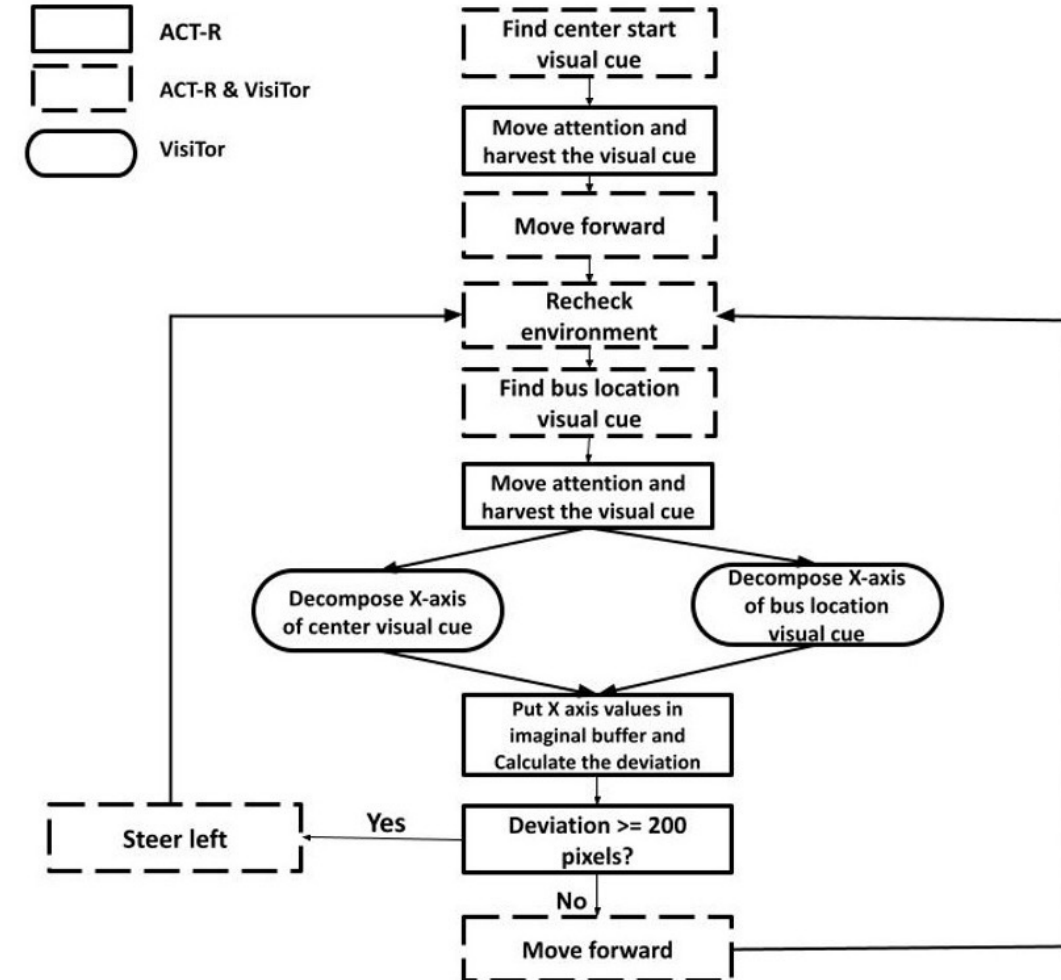 ACT-R
ACT-R & VisiTor
VisiTor
Find center start
visual cue
Move attention and
harvest the visual cue
Move forward
Recheck
environment
Find bus location
visual cue
Move attention and
harvest the visual cue
Decompose X-axis
of center visual cue
Decompose X-axis
of bus location
visual cue
Put X axis values in
imaginal buffer and
Calculate the deviation
Deviation >= 200
pixels?
Yes
Steer left
No
Move forward